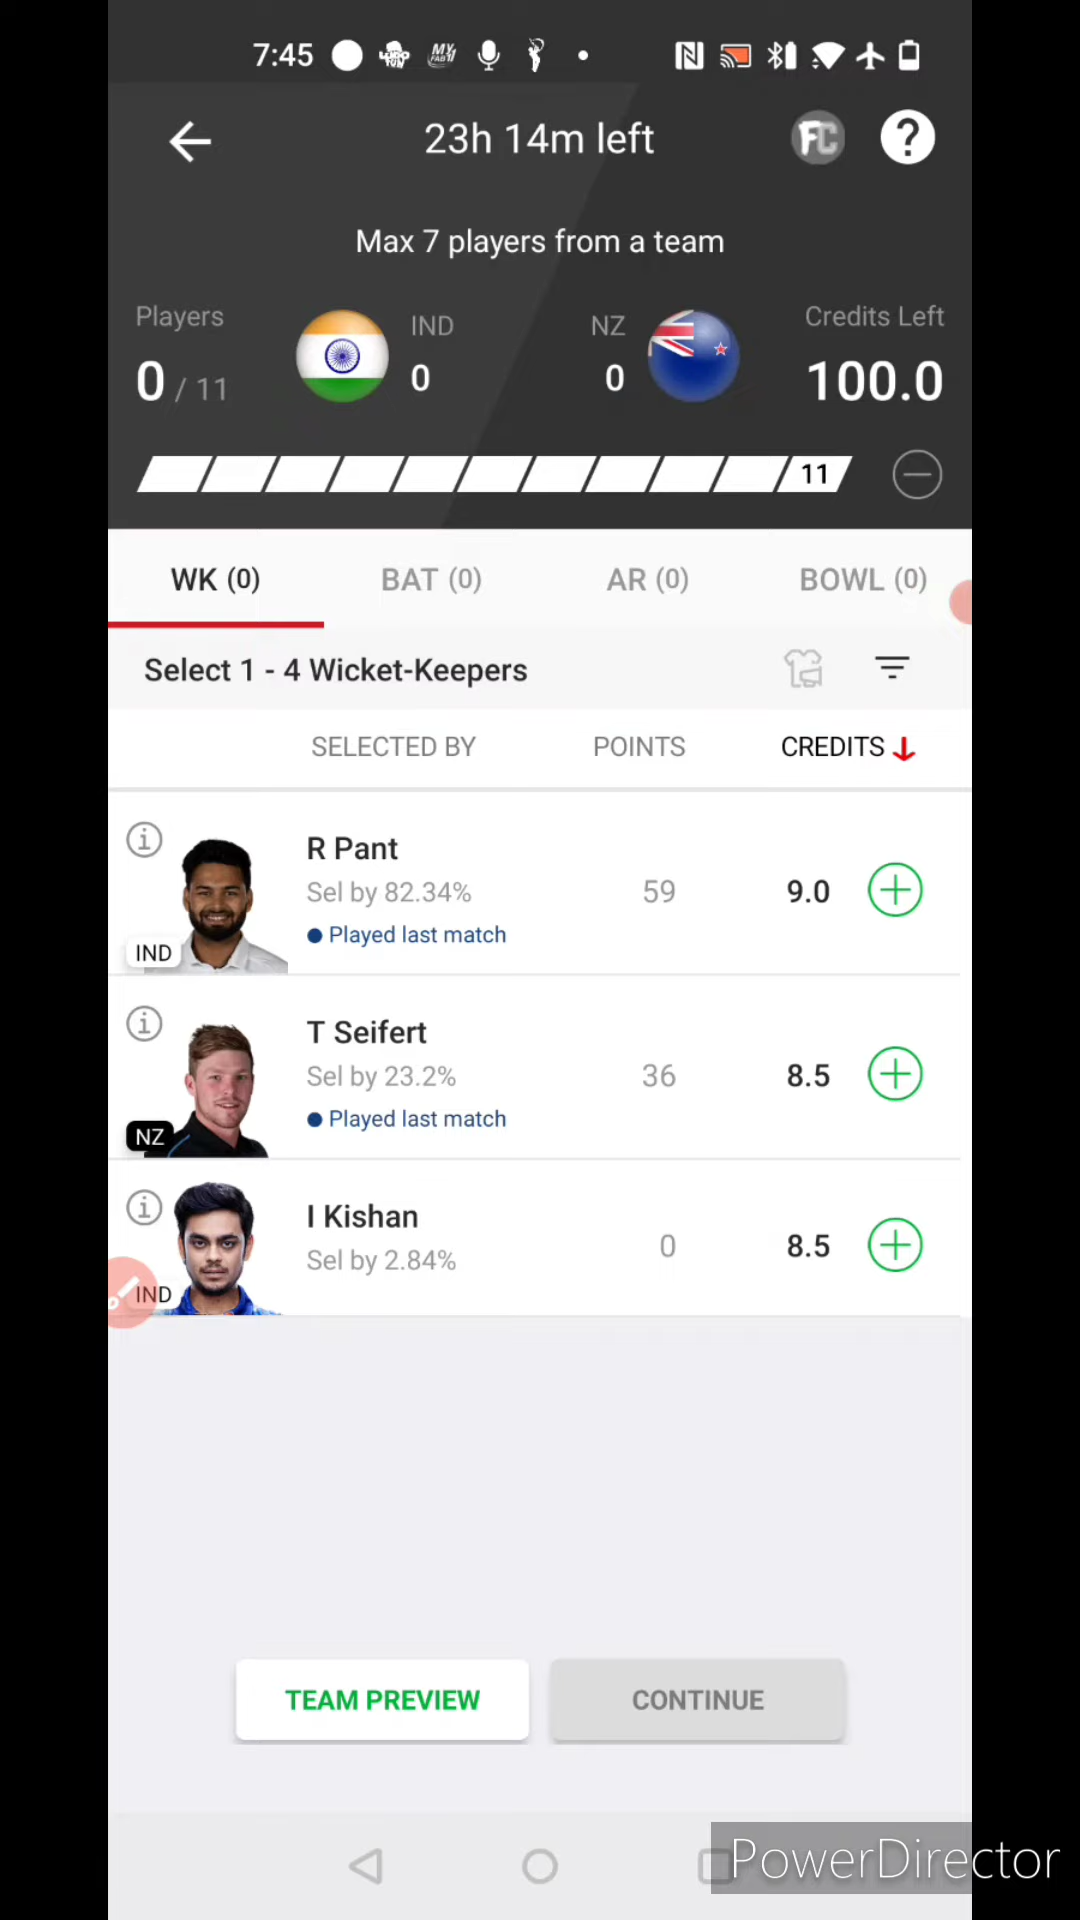 7:45
23h 14m left
FC ?
Max 7 players from a team
Players
0 / 11
IND
0
NZ
0
Credits Left
100.0
11
WK (0) BAT (0) AR (0) BOWL (0)
Select 1 - 4 Wicket-Keepers
SELECTED BY POINTS CREDITS
R Pant
Sel by 82.34% 59 9.0
Played last match
IND
T Seifert
Sel by 23.2% 36 8.5
Played last match
NZ
I Kishan
Sel by 2.84% 0 8.5
IND
TEAM PREVIEW CONTINUE
PowerDirector